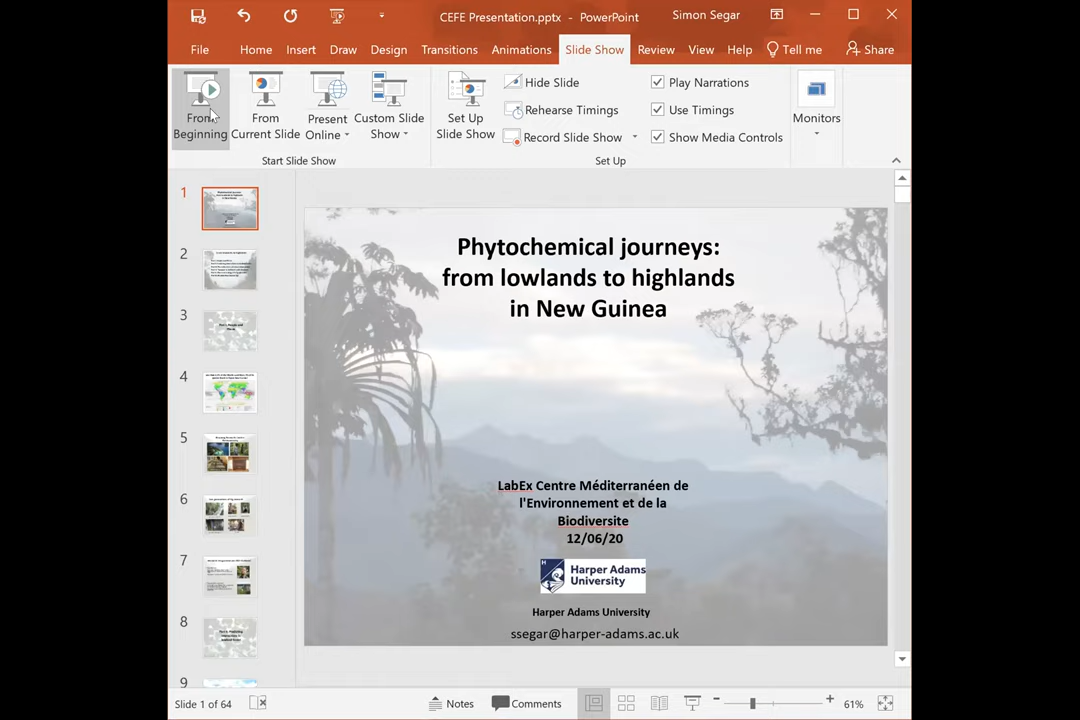 CEFE Presentation.pptx - PowerPoint
Simon Segar
File Home Insert Draw Design Transitions Animations Slide Show Review View Help Tell me Share
From Beginning
From Current Slide
Present Online
Custom Slide Show
Set Up Slide Show
Hide Slide
Rehearse Timings
Record Slide Show
Play Narrations
Use Timings
Show Media Controls
Monitors
Start Slide Show
Set Up
1
2
3
4
5
6
7
8
9
Phytochemical journeys:
from lowlands to highlands
in New Guinea
LabEx Centre Méditerranéen de
l'Environnement et de la
Biodiversite
12/06/20
Harper Adams
University
Harper Adams University
ssegar@harper-adams.ac.uk
Slide 1 of 64
Notes
Comments
61%